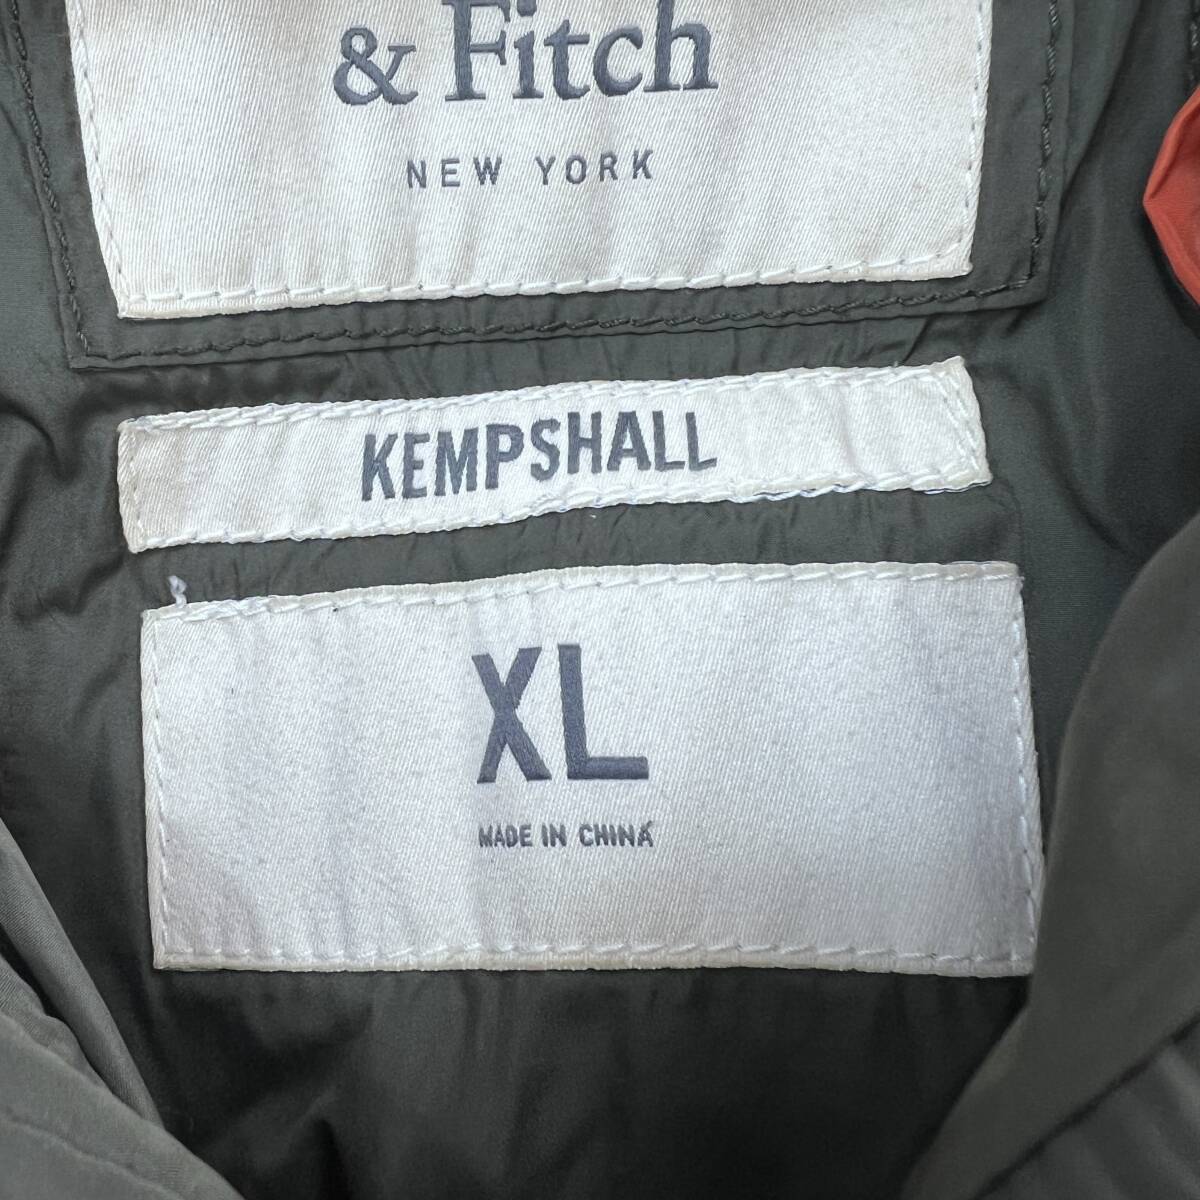 & Fitch
NEW YORK
KEMPSHALL
XL
MADE IN CHINA